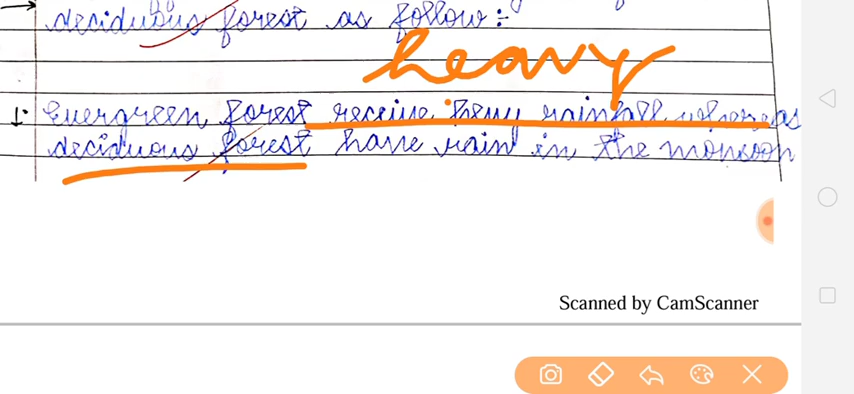 deciduous forest as follow :-
heavy
1. Evergreen forest receive heny rainfall whereas
deciduous forest have rain in the monsoon
Scanned by CamScanner